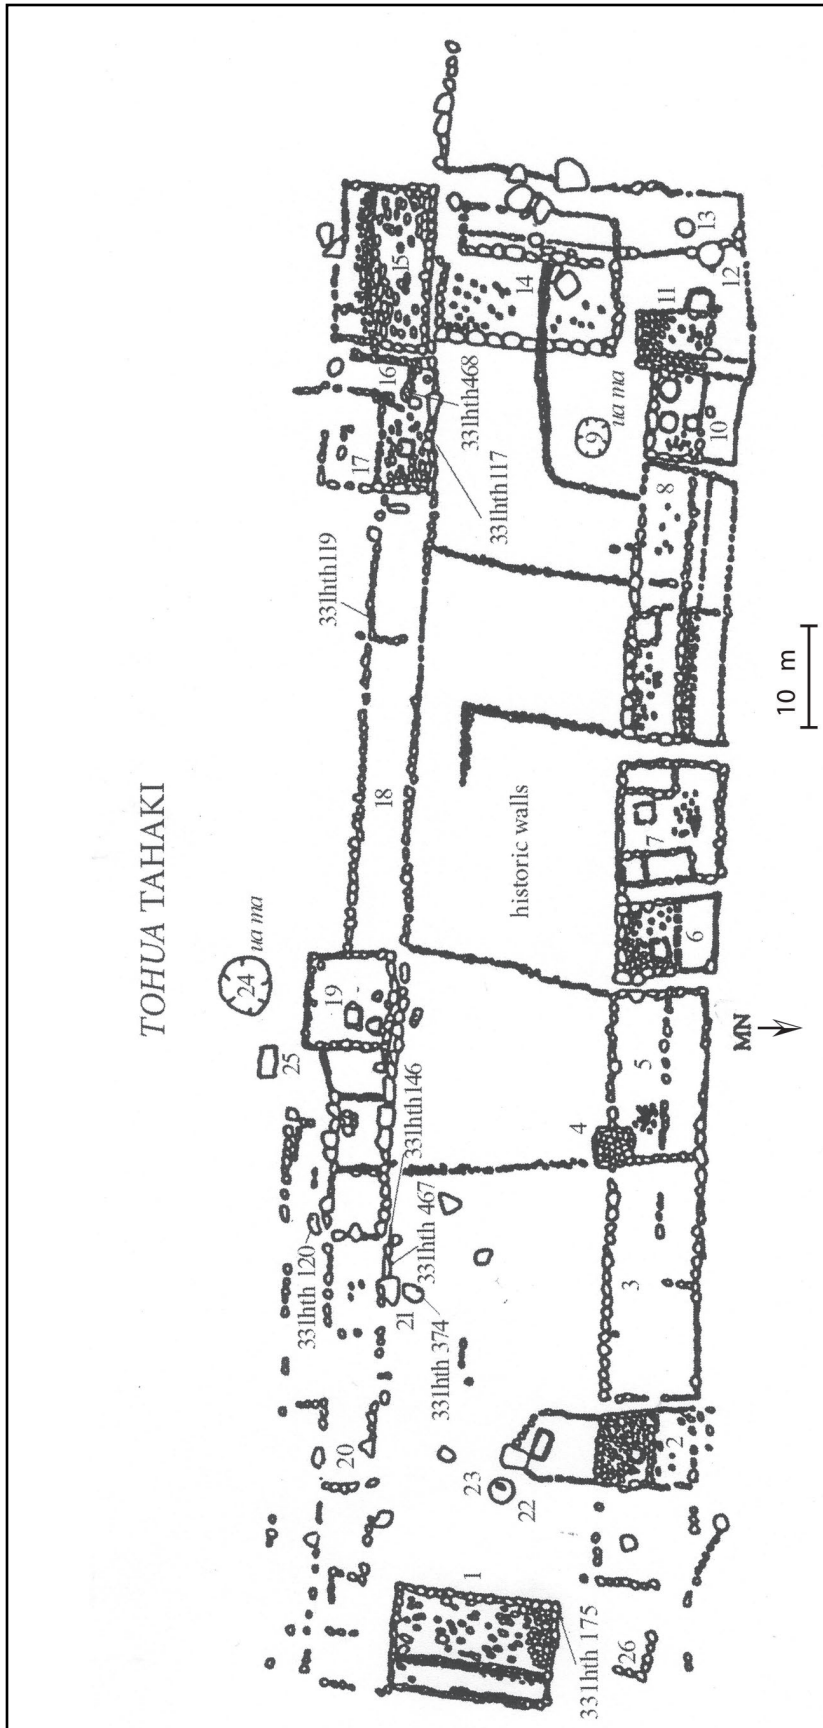 TOHUA TAHAKI
24
ua ma
25
19
18
331hth119
17
16
15
331hth 120
331hth146
331hth 467
331hth 374
21
20
331hth468
331hth117
14
9
ua ma
historic walls
23
22
1
331hth 175
26
2
3
4
5
6
7
8
10
11
12
13
MN
10 m